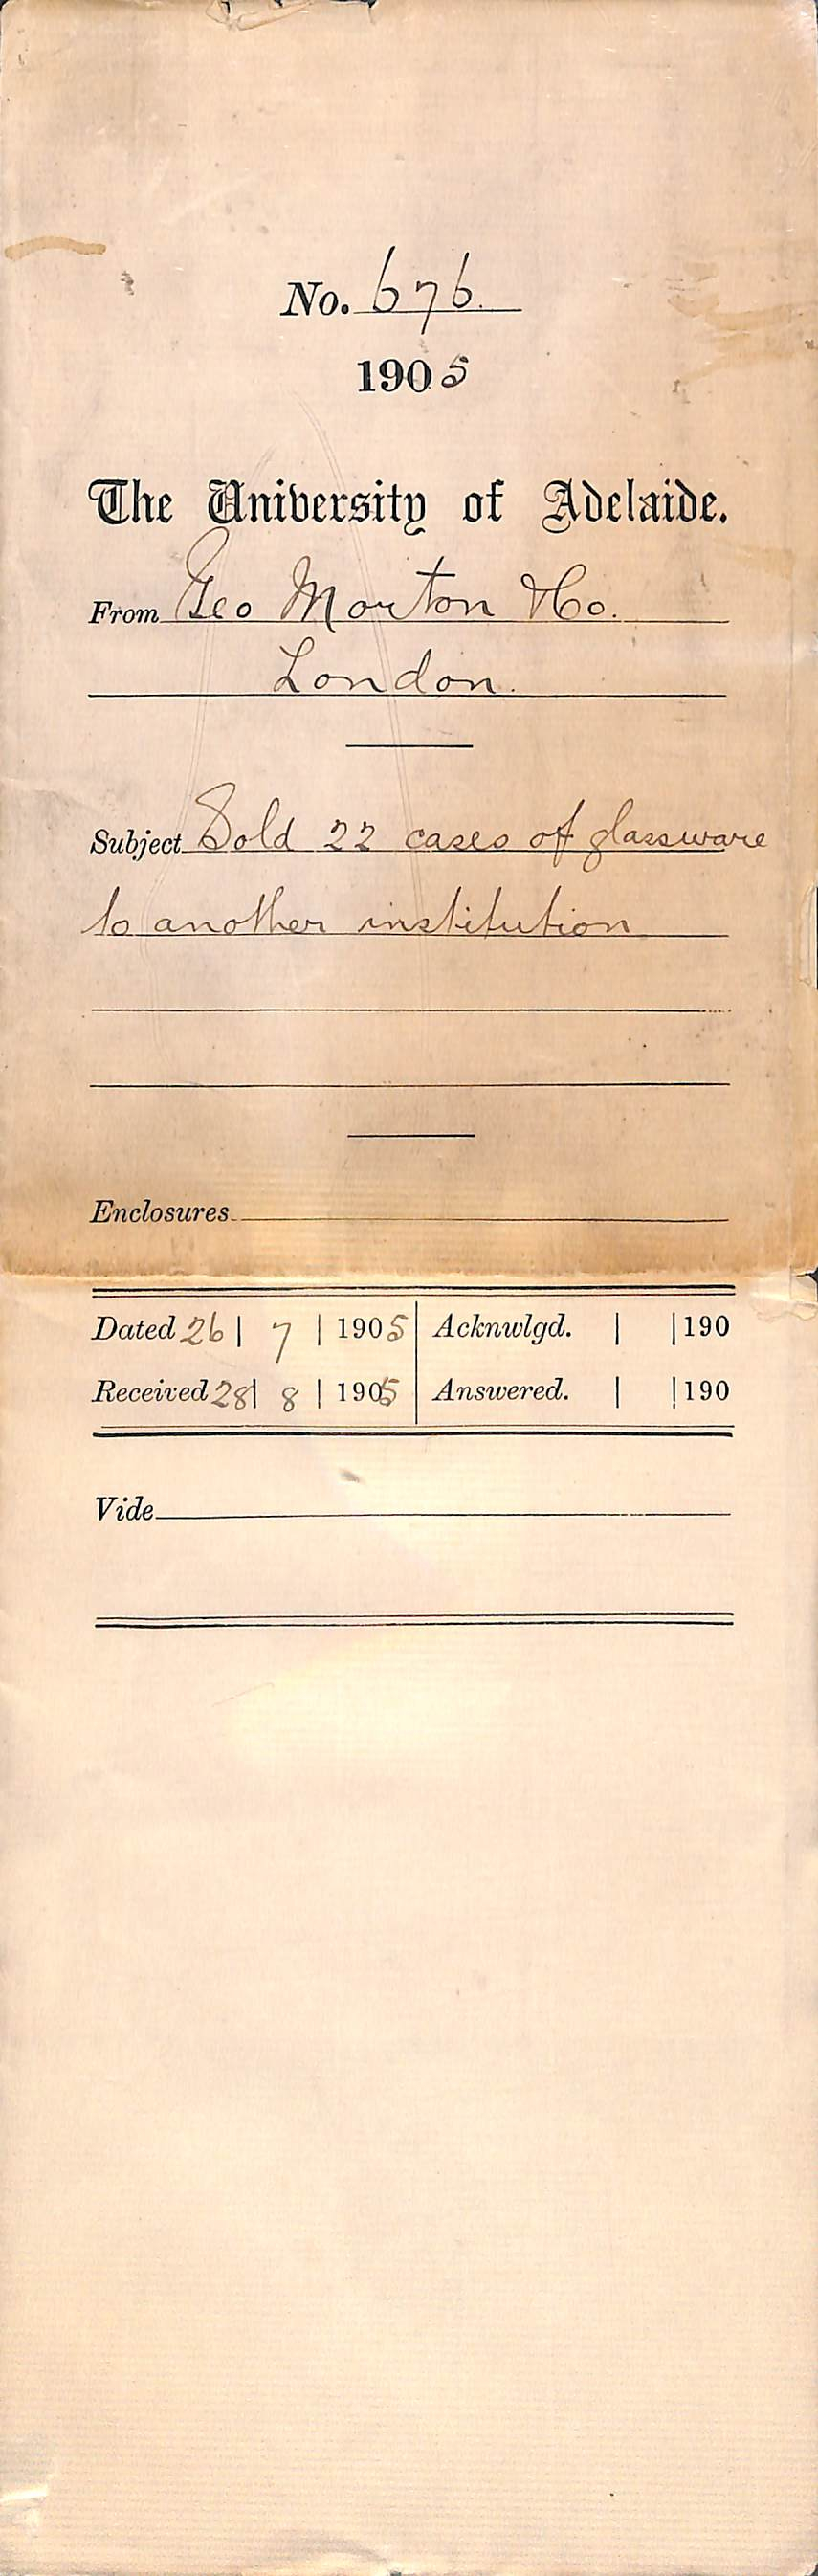 No. 676.
1905
The University of Adelaide.
From Geo Morton & Co.
London.
Subject Sold 22 cases of glassware
to another institution
Enclosures
Dated 26 | 7 | 1905 | Acknwlgd. | | 190
Received 28 | 8 | 1905 | Answered. | | 190
Vide